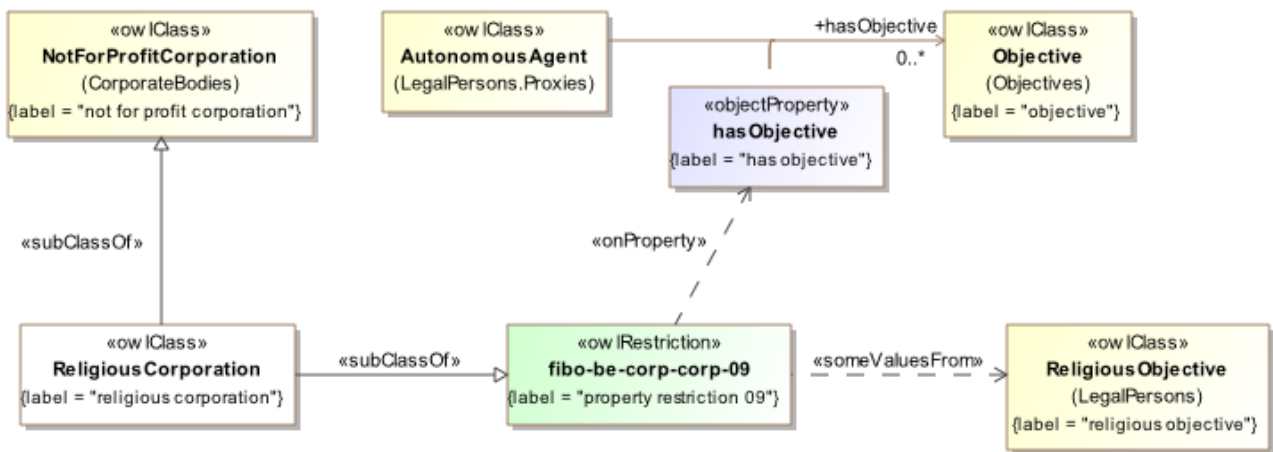 «owlClass»
NotForProfitCorporation
(CorporateBodies)
{label = "not for profit corporation"}
«owlClass»
AutonomousAgent
(LegalPersons.Proxies)
+hasObjective
0..*
«owlClass»
Objective
(Objectives)
{label = "objective"}
«objectProperty»
hasObjective
{label = "has objective"}
«subClassOf»
«onProperty»
«owlClass»
ReligiousCorporation
{label = "religious corporation"}
«subClassOf»
«owlRestriction»
fibo-be-corp-corp-09
{label = "property restriction 09"}
«someValuesFrom»
«owlClass»
ReligiousObjective
(LegalPersons)
{label = "religious objective"}